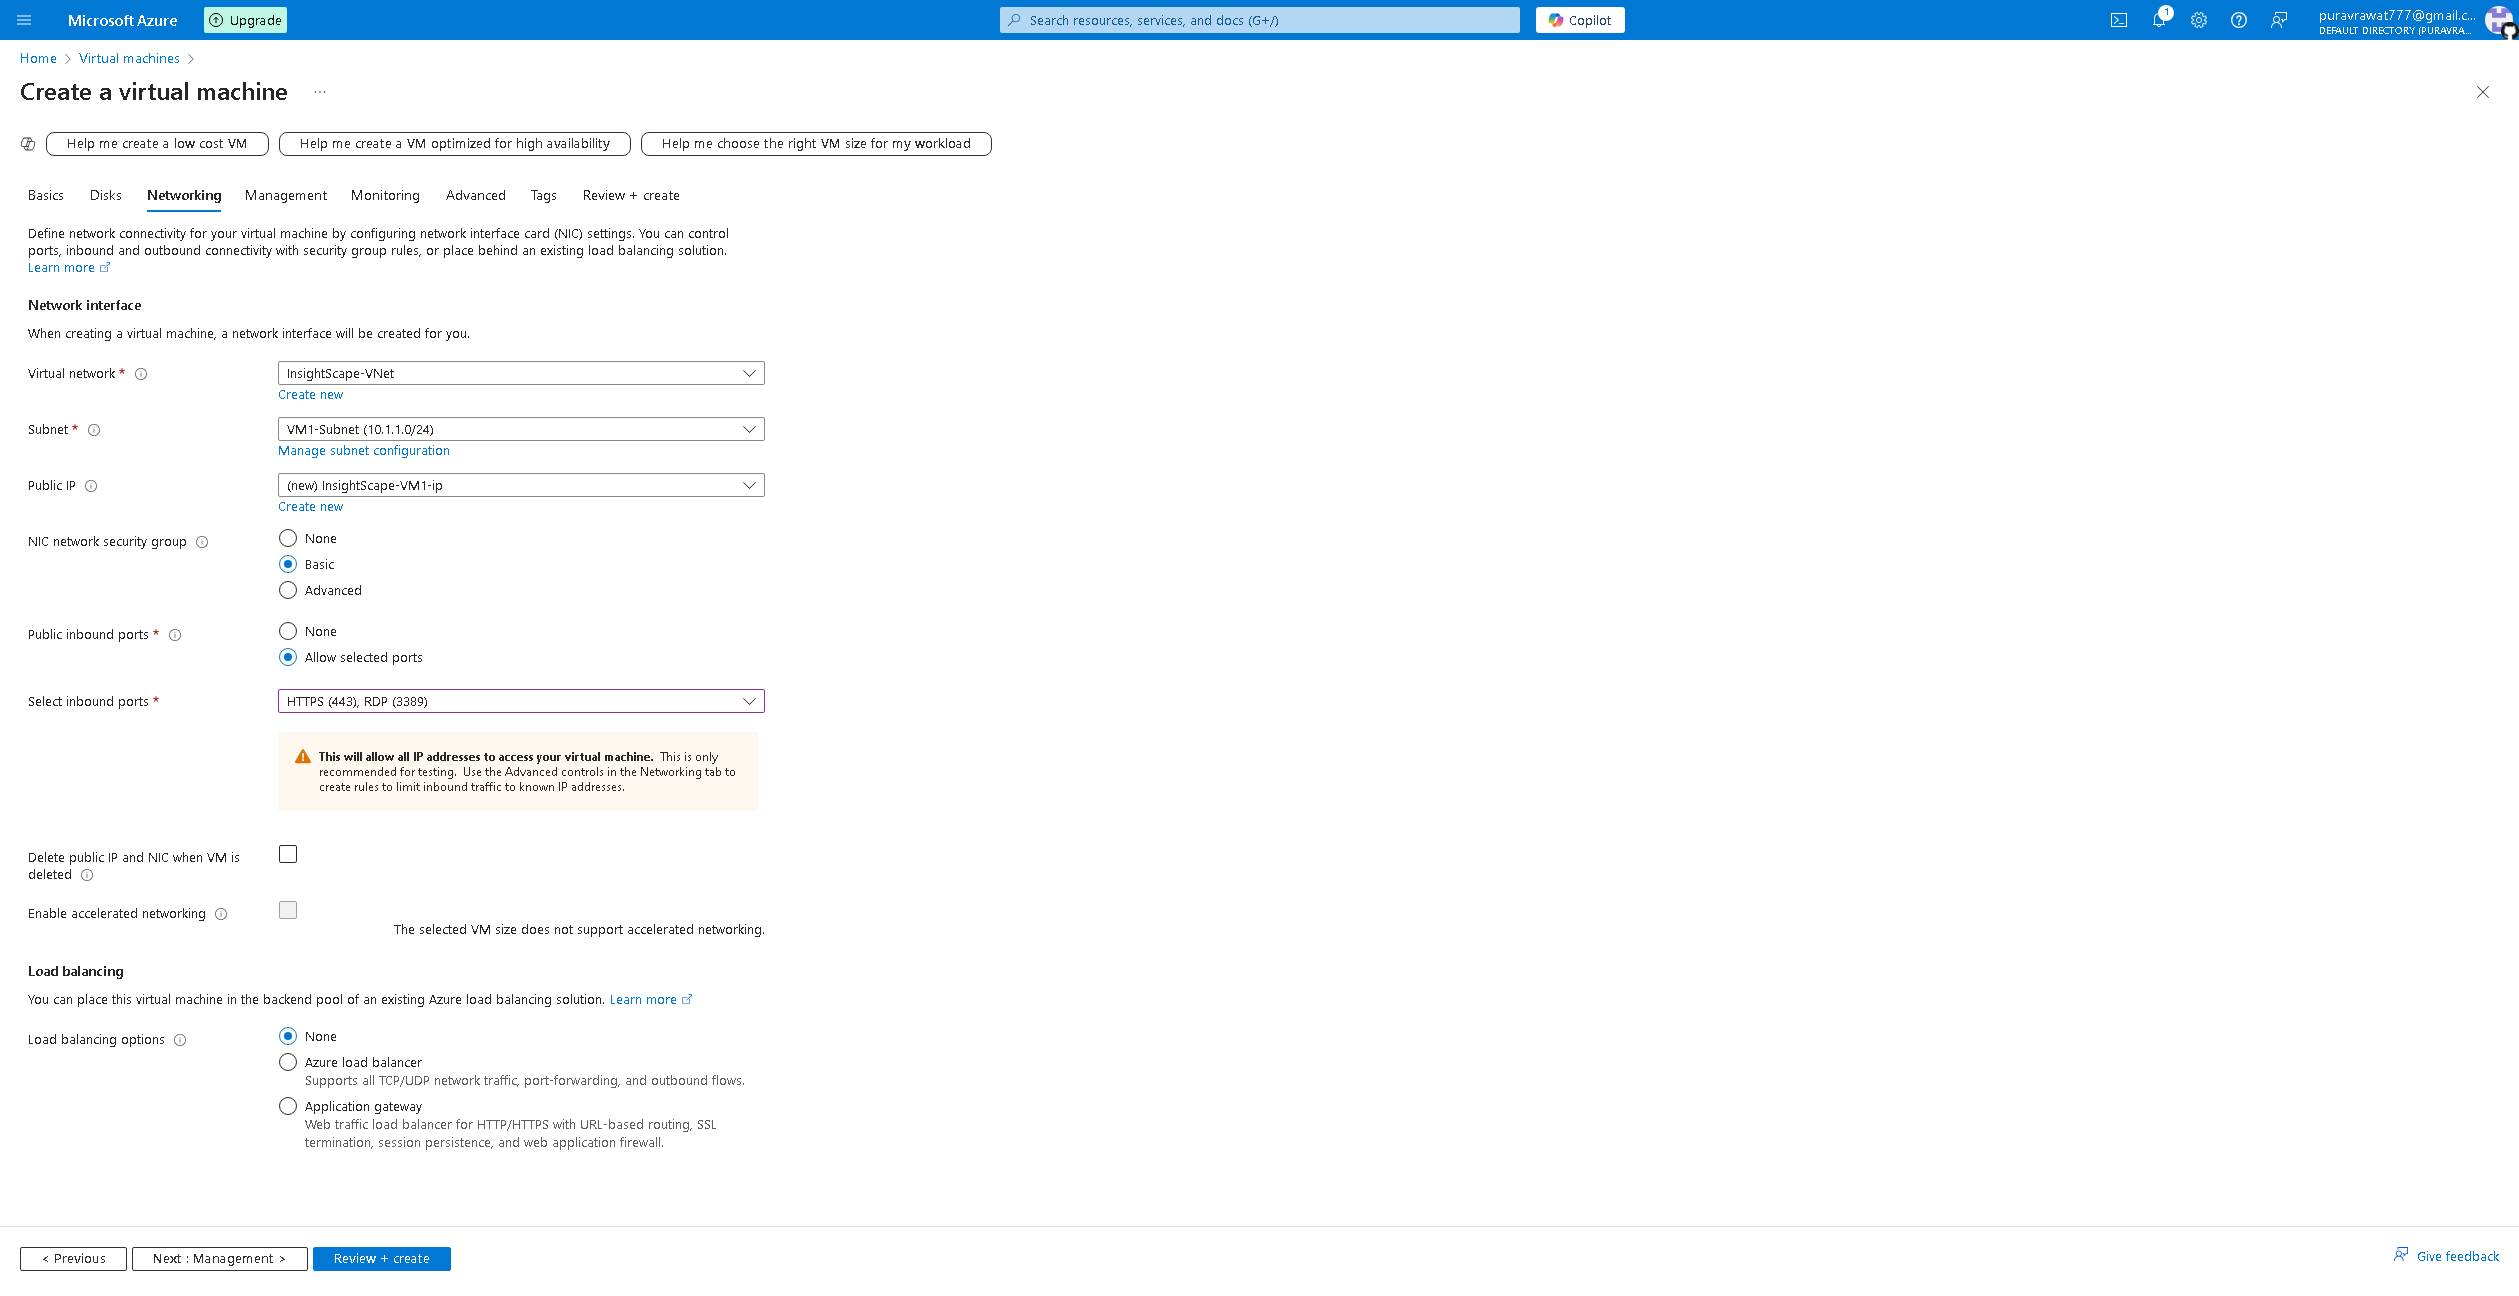 Microsoft Azure
Upgrade
Search resources, services, and docs (G+/)
Copilot
1
puravrawat777@gmail.c...
DEFAULT DIRECTORY (PURAVRA...
Home > Virtual machines >
Create a virtual machine ...
Help me create a low cost VM
Help me create a VM optimized for high availability
Help me choose the right VM size for my workload
Basics Disks Networking Management Monitoring Advanced Tags Review + create
Define network connectivity for your virtual machine by configuring network interface card (NIC) settings. You can control
ports, inbound and outbound connectivity with security group rules, or place behind an existing load balancing solution.
Learn more
Network interface
When creating a virtual machine, a network interface will be created for you.
Virtual network *
InsightScape-VNet
Create new
Subnet *
VM1-Subnet (10.1.1.0/24)
Manage subnet configuration
Public IP
(new) InsightScape-VM1-ip
Create new
NIC network security group
None
Basic
Advanced
Public inbound ports *
None
Allow selected ports
Select inbound ports *
HTTPS (443), RDP (3389)
This will allow all IP addresses to access your virtual machine. This is only
recommended for testing. Use the Advanced controls in the Networking tab to
create rules to limit inbound traffic to known IP addresses.
Delete public IP and NIC when VM is
deleted
Enable accelerated networking
The selected VM size does not support accelerated networking.
Load balancing
You can place this virtual machine in the backend pool of an existing Azure load balancing solution. Learn more
Load balancing options
None
Azure load balancer
Supports all TCP/UDP network traffic, port-forwarding, and outbound flows.
Application gateway
Web traffic load balancer for HTTP/HTTPS with URL-based routing, SSL
termination, session persistence, and web application firewall.
< Previous
Next : Management >
Review + create
Give feedback